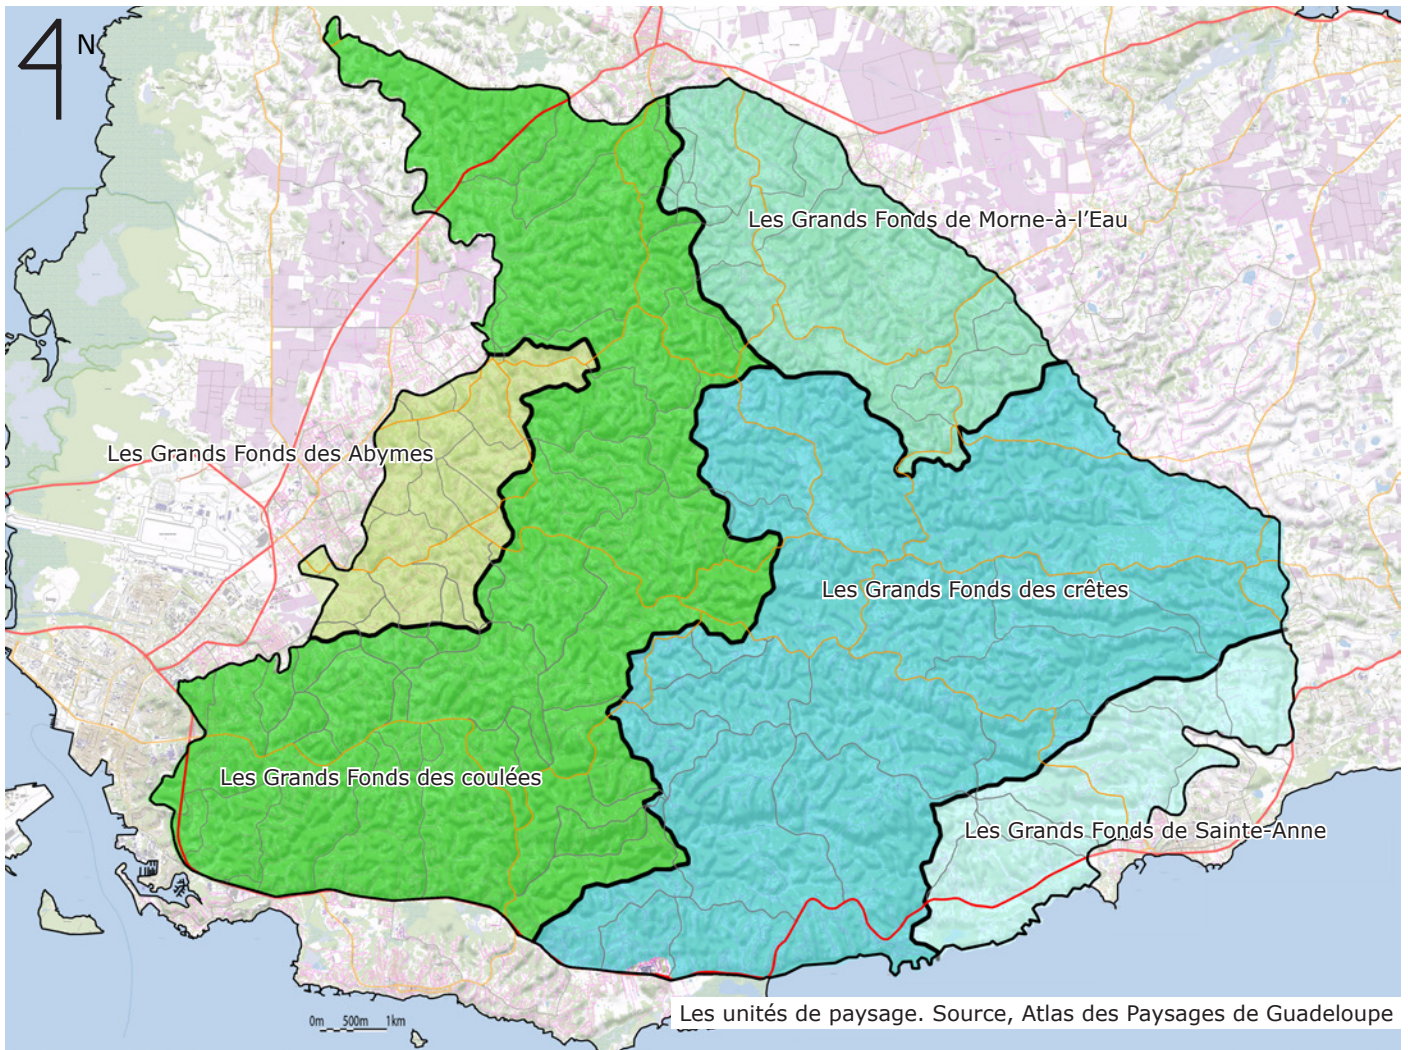 N
Les Grands Fonds de Morne-à-l'Eau
Les Grands Fonds des Abymes
Les Grands Fonds des crêtes
Les Grands Fonds des coulées
Les Grands Fonds de Sainte-Anne
0m 500m 1km
Les unités de paysage. Source, Atlas des Paysages de Guadeloupe